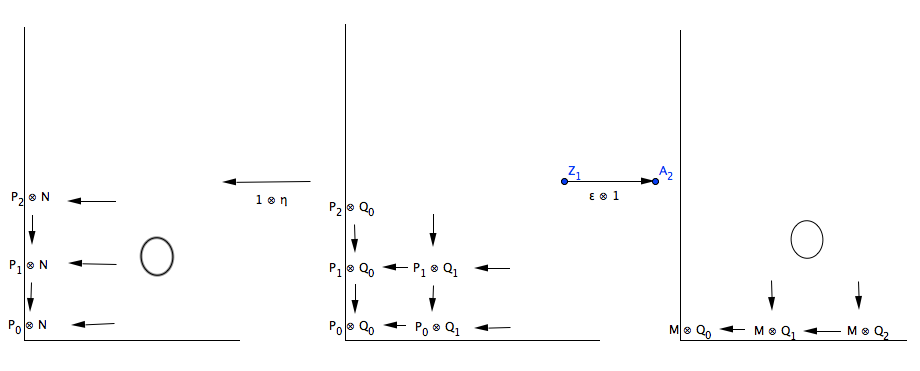 Z₁ A₂
1 ⊗ η ε ⊗ 1
P₂ ⊗ N P₂ ⊗ Q₀
P₁ ⊗ N P₁ ⊗ Q₀ P₁ ⊗ Q₁
P₀ ⊗ N P₀ ⊗ Q₀ P₀ ⊗ Q₁ M ⊗ Q₀ M ⊗ Q₁ M ⊗ Q₂